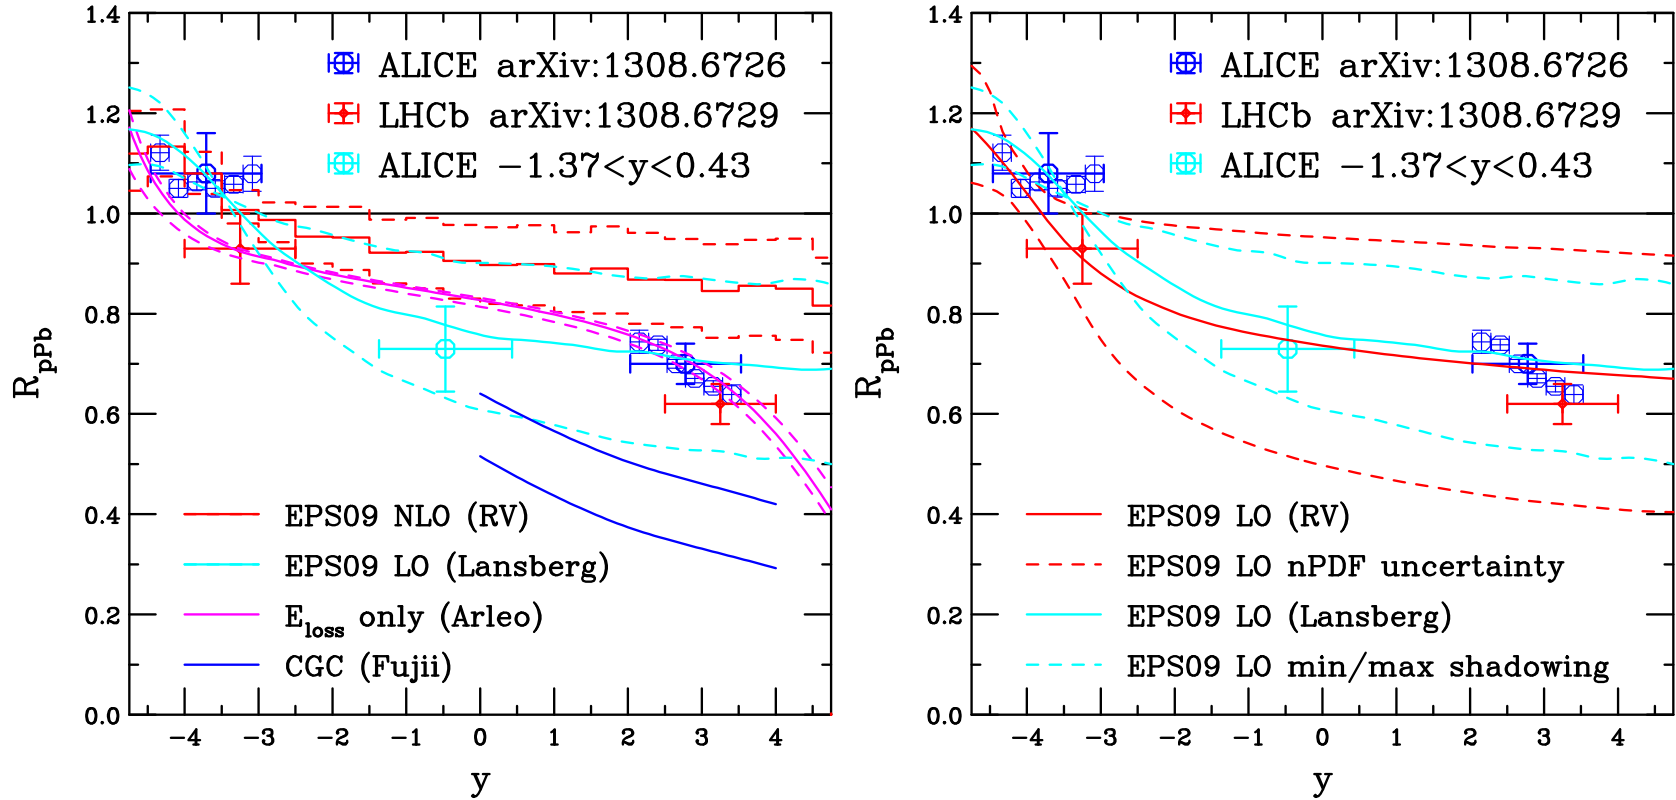 1.4
1.2
1.0
0.8
0.6
0.4
0.2
0.0
R_pPb
ALICE arXiv:1308.6726
LHCb arXiv:1308.6729
ALICE −1.37<y<0.43
EPS09 NLO (RV)
EPS09 LO (Lansberg)
E_loss only (Arleo)
CGC (Fujii)
−4 −3 −2 −1 0 1 2 3 4
y
1.4
1.2
1.0
0.8
0.6
0.4
0.2
0.0
R_pPb
ALICE arXiv:1308.6726
LHCb arXiv:1308.6729
ALICE −1.37<y<0.43
EPS09 LO (RV)
EPS09 LO nPDF uncertainty
EPS09 LO (Lansberg)
EPS09 LO min/max shadowing
−4 −3 −2 −1 0 1 2 3 4
y